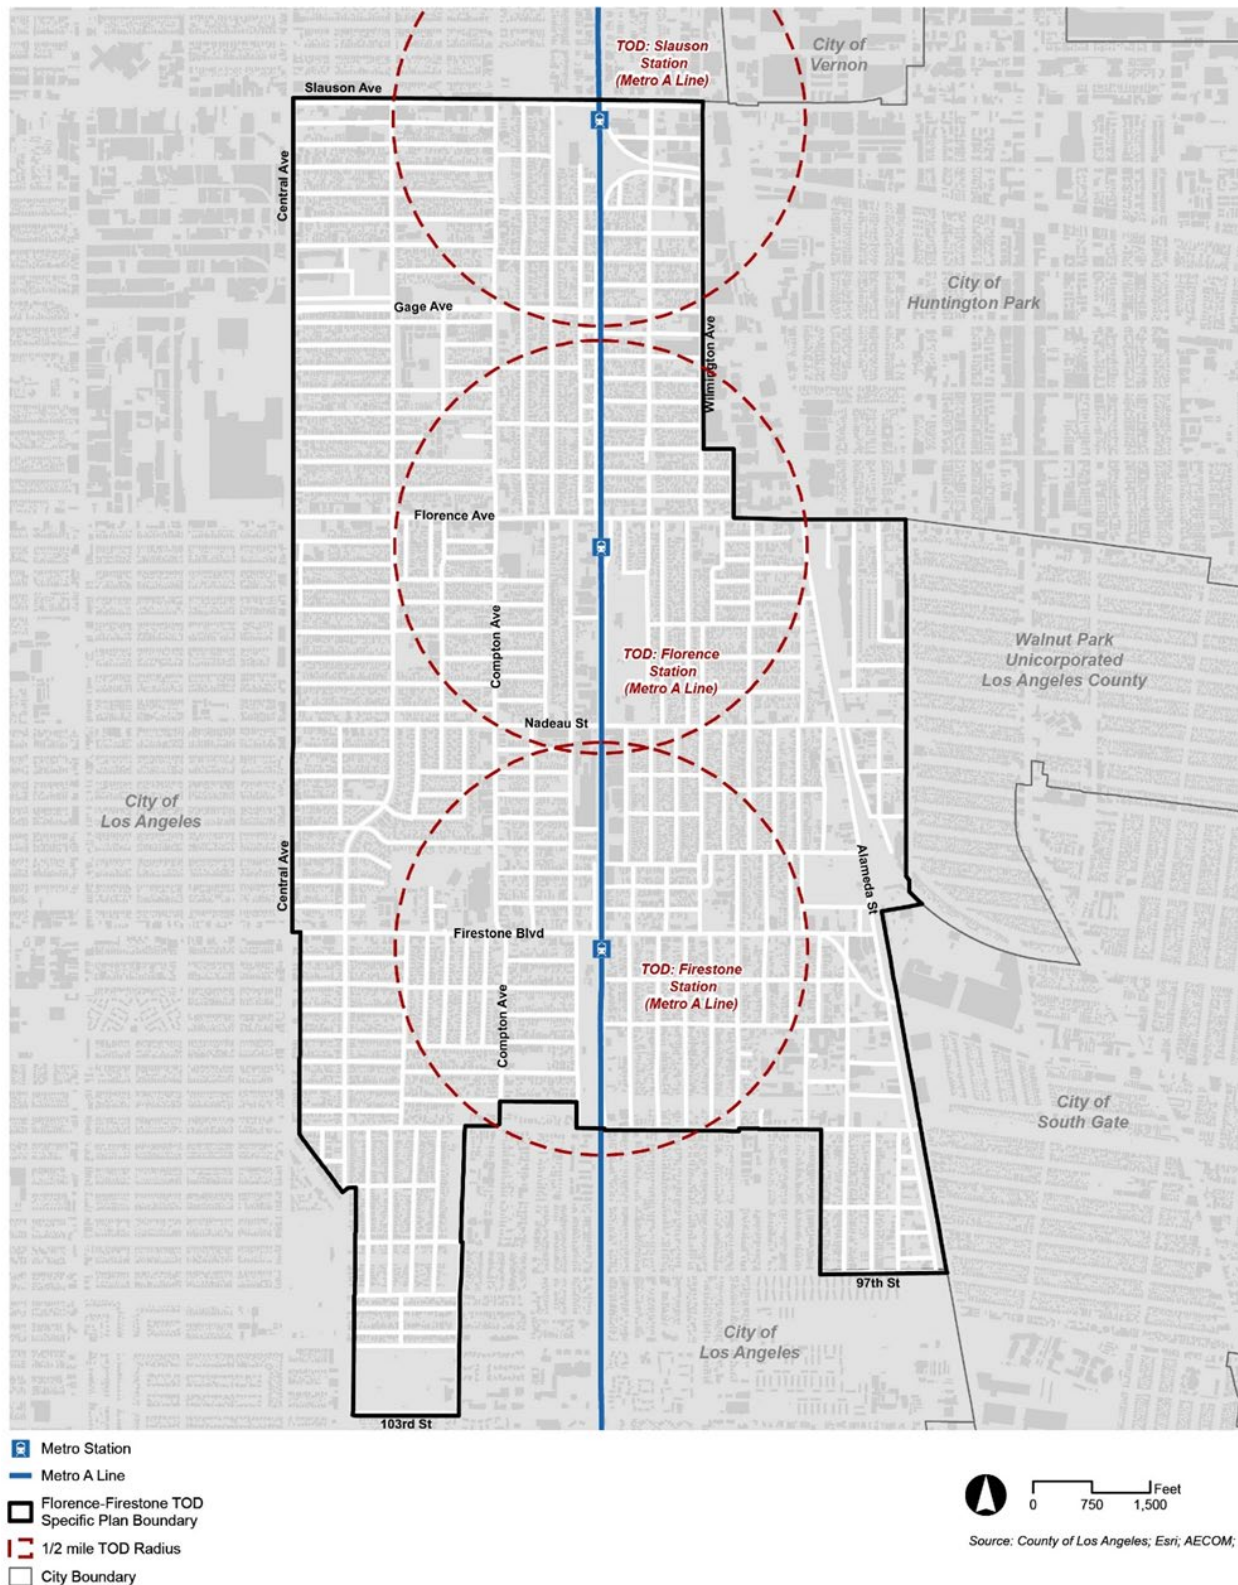 TOD: Slauson
Station
(Metro A Line)
City of
Vernon
Slauson Ave
Central Ave
City of
Huntington Park
Gage Ave
Wilmington Ave
Florence Ave
Compton Ave
TOD: Florence
Station
(Metro A Line)
Walnut Park
Unicorporated
Los Angeles County
Nadeau St
City of
Los Angeles
Central Ave
Alameda St
Firestone Blvd
TOD: Firestone
Station
(Metro A Line)
Compton Ave
City of
South Gate
97th St
City of
Los Angeles
103rd St
Metro Station
Metro A Line
Florence-Firestone TOD
Specific Plan Boundary
1/2 mile TOD Radius
City Boundary
Feet
0 750 1,500
Source: County of Los Angeles; Esri; AECOM;